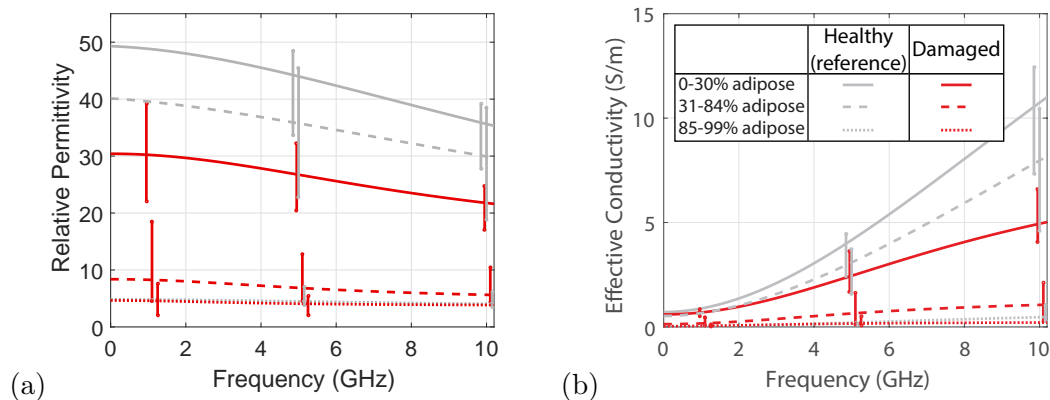 50
40
30
20
10
0
Relative Permittivity
0 2 4 6 8 10
Frequency (GHz)
(a)
15
10
5
0
Effective Conductivity (S/m)
Healthy Damaged
(reference)
0-30% adipose
31-84% adipose
85-99% adipose
0 2 4 6 8 10
Frequency (GHz)
(b)